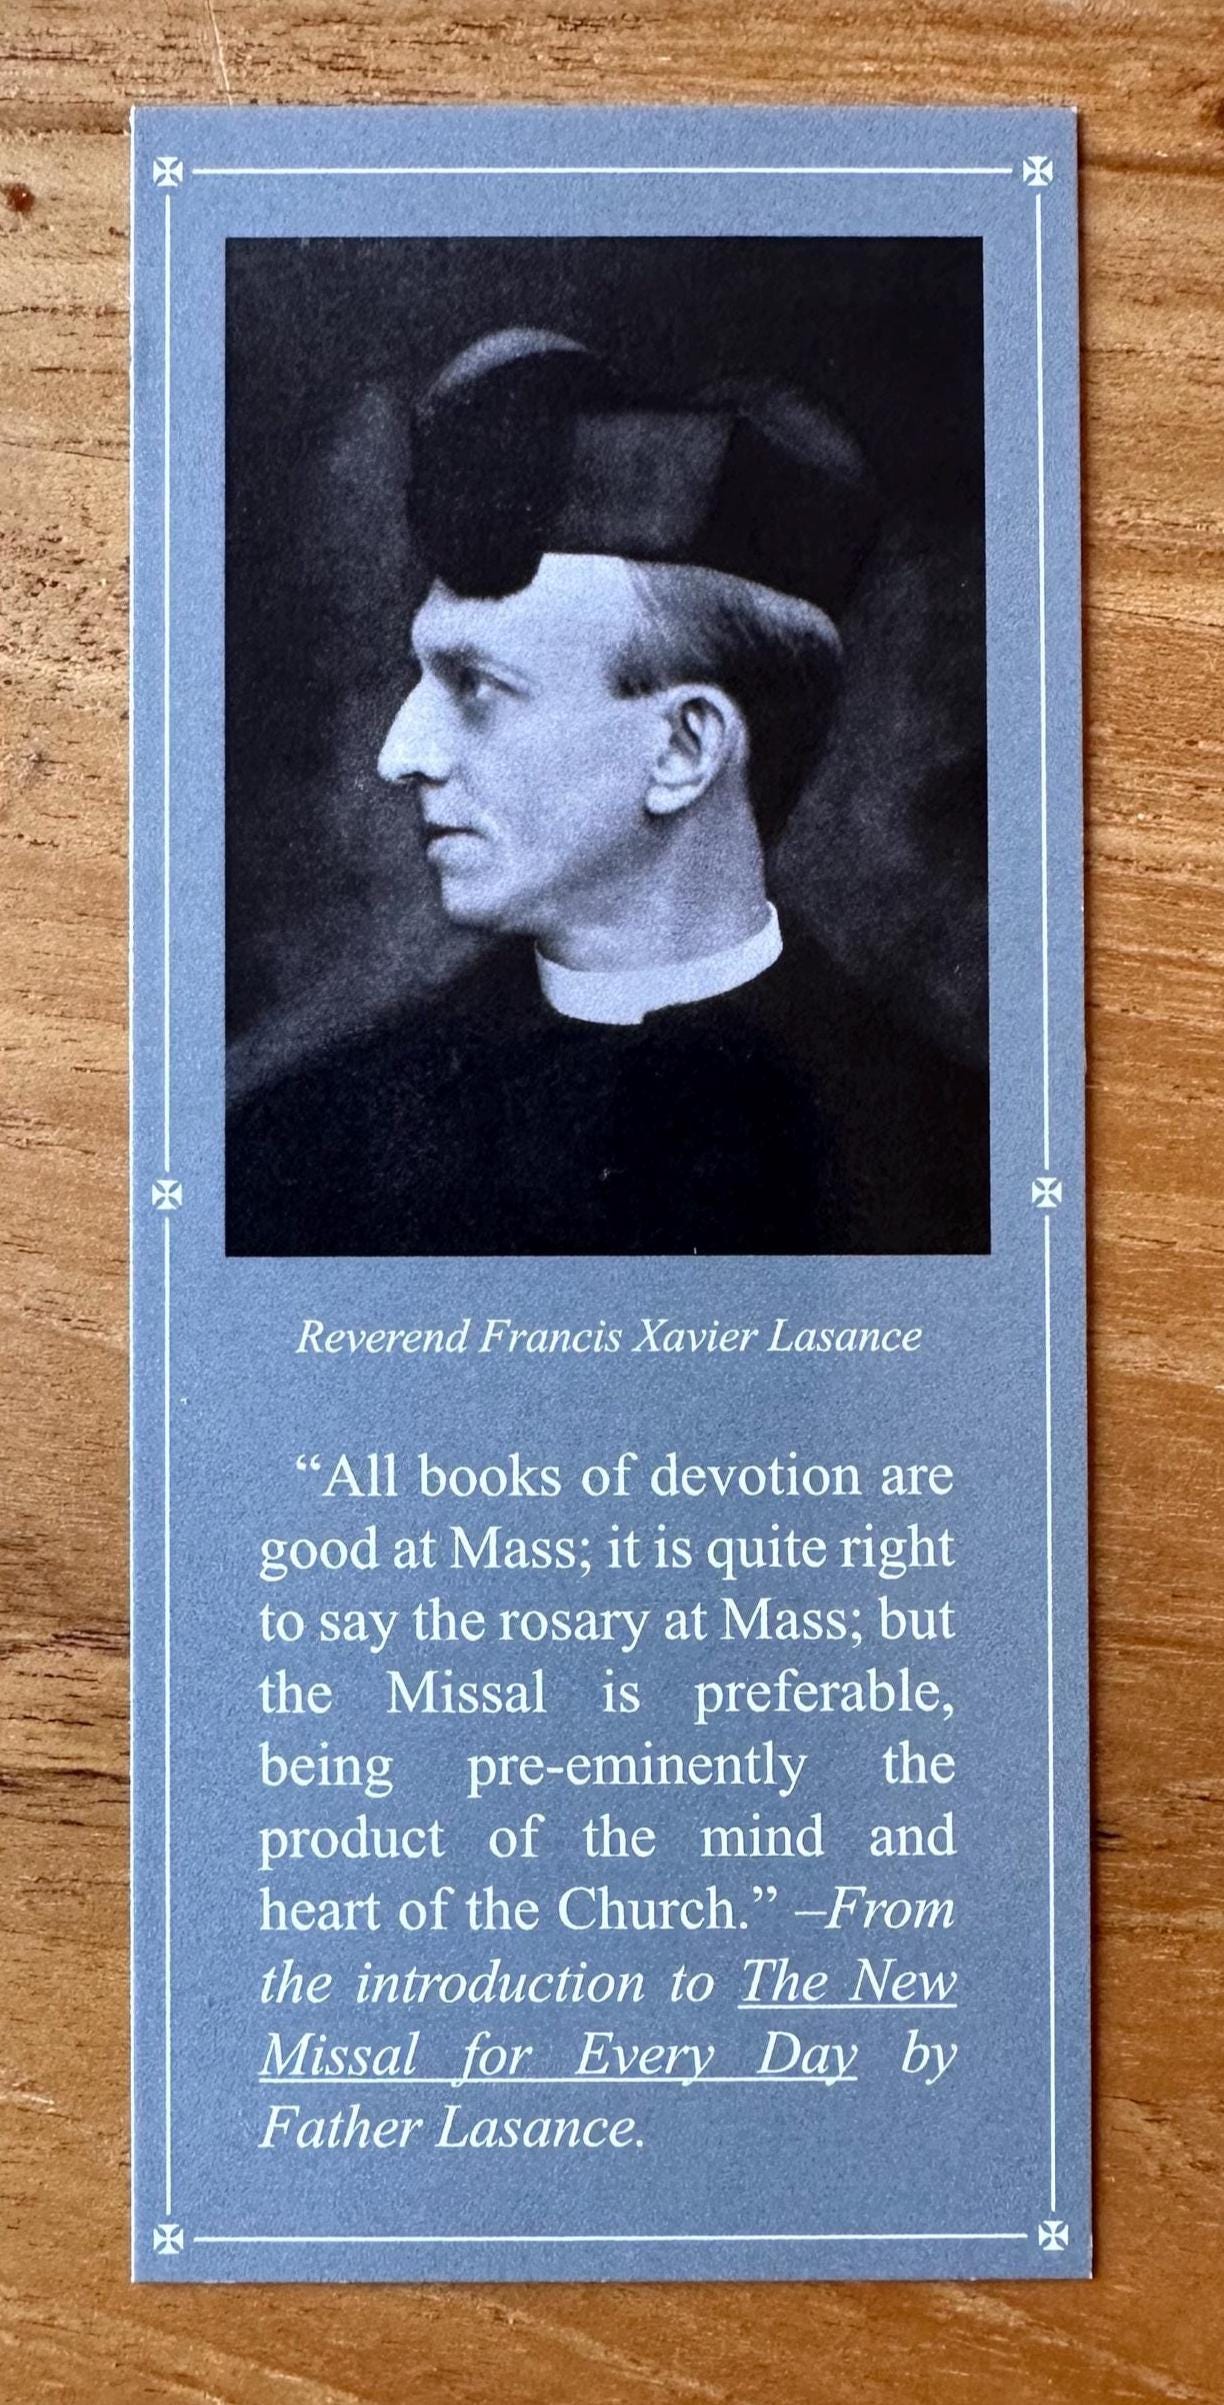 Reverend Francis Xavier Lasance
“All books of devotion are
good at Mass; it is quite right
to say the rosary at Mass; but
the Missal is preferable,
being pre-eminently the
product of the mind and
heart of the Church.” –From
the introduction to The New
Missal for Every Day by
Father Lasance.